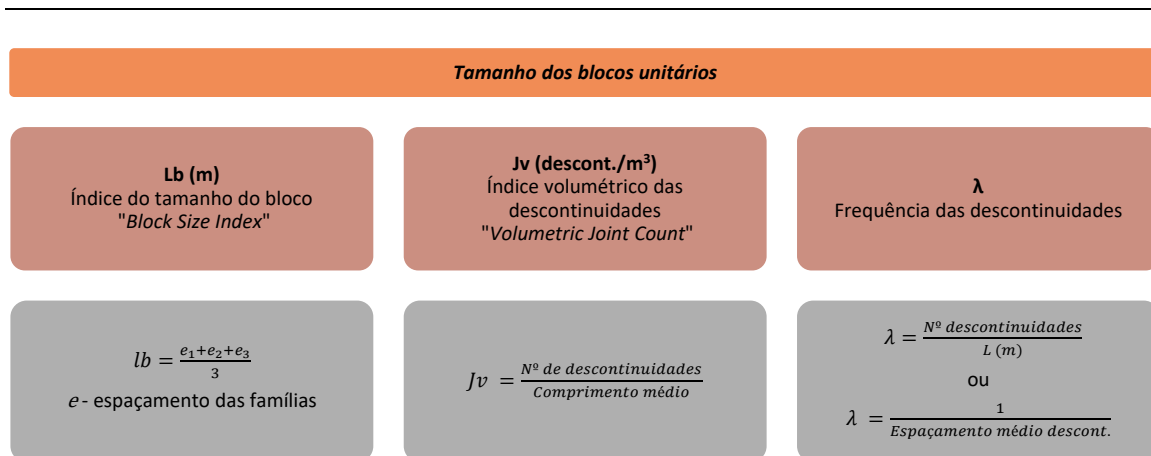 Tamanho dos blocos unitários
Lb (m)
Índice do tamanho do bloco
"Block Size Index"
Jv (descont./m³)
Índice volumétrico das
descontinuidades
"Volumetric Joint Count"
λ
Frequência das descontinuidades
lb = (e₁+e₂+e₃)/3
e - espaçamento das famílias
Jv = Nº de descontinuidades/Comprimento médio
λ = Nº descontinuidades/L (m)
ou
λ = 1/Espaçamento médio descont.